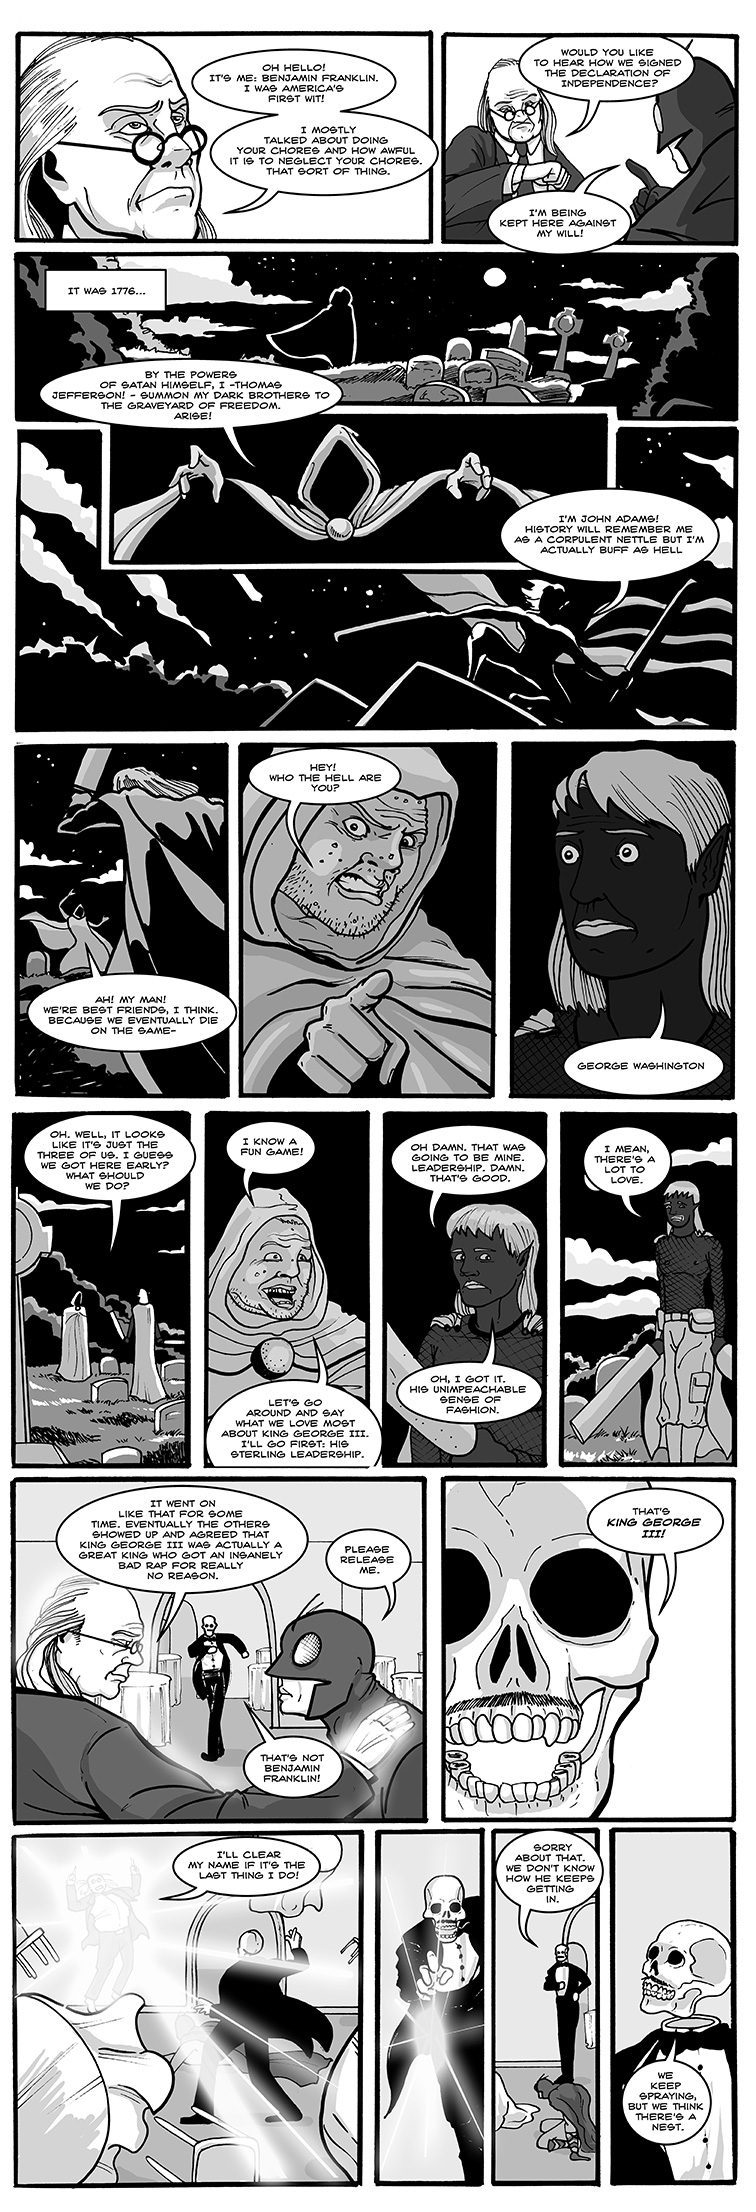 OH HELLO!
IT'S ME: BENJAMIN FRANKLIN.
I WAS AMERICA'S
FIRST WIT!
I MOSTLY
TALKED ABOUT DOING
YOUR CHORES AND HOW AWFUL
IT IS TO NEGLECT YOUR CHORES.
THAT SORT OF THING.
WOULD YOU LIKE
TO HEAR HOW WE SIGNED
THE DECLARATION OF
INDEPENDENCE?
I'M BEING
KEPT HERE AGAINST
MY WILL!
IT WAS 1776...
BY THE POWERS
OF SATAN HIMSELF, I -THOMAS
JEFFERSON! - SUMMON MY DARK BROTHERS TO
THE GRAVEYARD OF FREEDOM.
ARISE!
I'M JOHN ADAMS!
HISTORY WILL REMEMBER ME
AS A CORPULENT NETTLE BUT I'M
ACTUALLY BUFF AS HELL
AH! MY MAN!
WE'RE BEST FRIENDS, I THINK.
BECAUSE WE EVENTUALLY DIE
ON THE SAME-
HEY!
WHO THE HELL ARE
YOU?
GEORGE WASHINGTON
OH. WELL, IT LOOKS
LIKE IT'S JUST THE
THREE OF US. I GUESS
WE GOT HERE EARLY?
WHAT SHOULD
WE DO?
I KNOW A
FUN GAME!
LET'S GO
AROUND AND SAY
WHAT WE LOVE MOST
ABOUT KING GEORGE III.
I'LL GO FIRST: HIS
STERLING LEADERSHIP.
OH DAMN. THAT WAS
GOING TO BE MINE.
LEADERSHIP. DAMN.
THAT'S GOOD.
OH, I GOT IT.
HIS UNIMPEACHABLE
SENSE OF
FASHION.
I MEAN,
THERE'S A
LOT TO
LOVE.
IT WENT ON
LIKE THAT FOR SOME
TIME. EVENTUALLY THE OTHERS
SHOWED UP AND AGREED THAT
KING GEORGE III WAS ACTUALLY A
GREAT KING WHO GOT AN INSANELY
BAD RAP FOR REALLY
NO REASON.
PLEASE
RELEASE
ME.
THAT'S NOT
BENJAMIN
FRANKLIN!
THAT'S
KING GEORGE
III!
I'LL CLEAR
MY NAME IF IT'S THE
LAST THING I DO!
SORRY
ABOUT THAT.
WE DON'T KNOW
HOW HE KEEPS
GETTING
IN.
WE
KEEP
SPRAYING,
BUT WE THINK
THERE'S A
NEST.